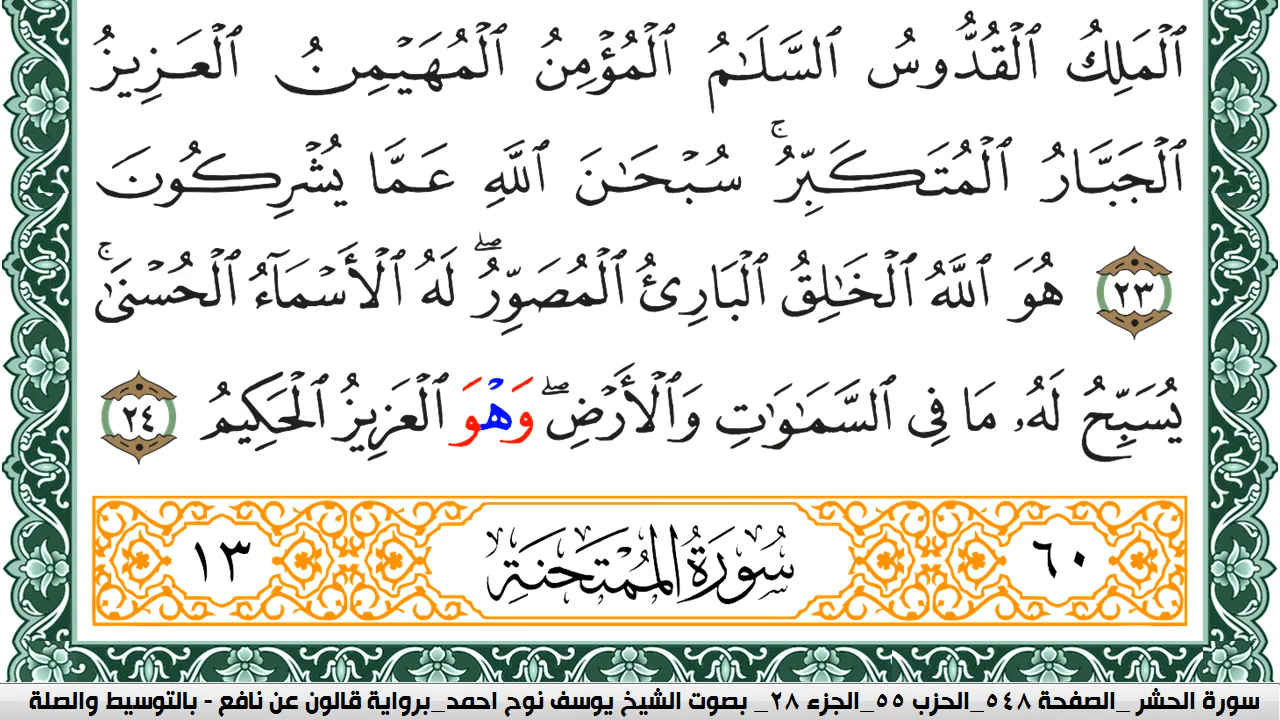 ٱلۡمَلِكُ ٱلۡقُدُّوسُ ٱلسَّلَٰمُ ٱلۡمُؤۡمِنُ ٱلۡمُهَيۡمِنُ ٱلۡعَزِيزُ
ٱلۡجَبَّارُ ٱلۡمُتَكَبِّرُۚ سُبۡحَٰنَ ٱللَّهِ عَمَّا يُشۡرِكُونَ
٢٣ هُوَ ٱللَّهُ ٱلۡخَٰلِقُ ٱلۡبَارِئُ ٱلۡمُصَوِّرُۖ لَهُ ٱلۡأَسۡمَآءُ ٱلۡحُسۡنَىٰۚ
يُسَبِّحُ لَهُۥ مَا فِي ٱلسَّمَٰوَٰتِ وَٱلۡأَرۡضِۖ وَهۡوَ ٱلۡعَزِيزُ ٱلۡحَكِيمُ ٢٤
٦٠ سُورَةُ المُمْتَحَنَةِ ١٣
سورة الحشر _الصفحة ٥٤٨_الحزب ٥٥_الجزء ٢٨_ بصوت الشيخ يوسف نوح احمد_برواية قالون عن نافع - بالتوسيط والصلة